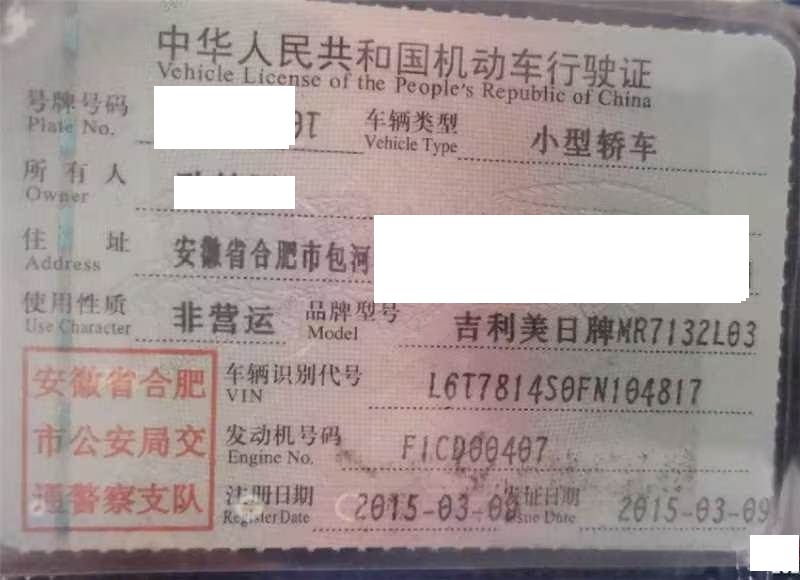 中华人民共和国机动车行驶证
Vehicle License of the People's Republic of China
号牌号码 车辆类型 小型轿车
Plate No. Vehicle Type
所有人
Owner
住址 安徽省合肥市包河
Address
使用性质 非营运 品牌型号 吉利美日牌MR7132L03
Use Character Model
安徽省合肥 车辆识别代号 L6T7814S0FN104817
VIN
市公安局交 发动机号码 FICD00407
Engine No.
通警察支队 注册日期 发证日期 2015-03-09
Register Date Issue Date